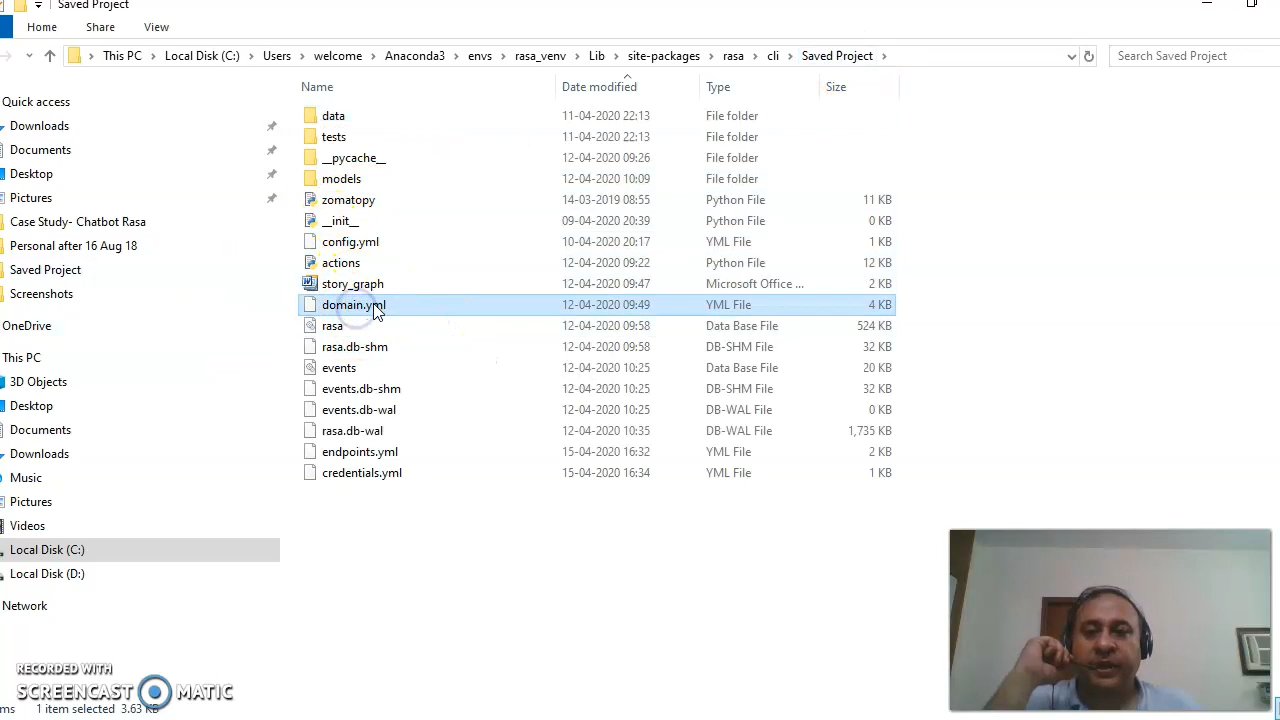 Saved Project
Home Share View
This PC Local Disk (C:) Users welcome Anaconda3 envs rasa_venv Lib site-packages rasa cli Saved Project Search Saved Project
Name Date modified Type Size
data 11-04-2020 22:13 File folder
tests 11-04-2020 22:13 File folder
__pycache__ 12-04-2020 09:26 File folder
models 12-04-2020 10:09 File folder
zomatopy 14-03-2019 08:55 Python File 11 KB
__init__ 09-04-2020 20:39 Python File 0 KB
config.yml 10-04-2020 20:17 YML File 1 KB
actions 12-04-2020 09:22 Python File 12 KB
story_graph 12-04-2020 09:47 Microsoft Office ... 2 KB
domain.yml 12-04-2020 09:49 YML File 4 KB
rasa 12-04-2020 09:58 Data Base File 524 KB
rasa.db-shm 12-04-2020 09:58 DB-SHM File 32 KB
events 12-04-2020 10:25 Data Base File 20 KB
events.db-shm 12-04-2020 10:25 DB-SHM File 32 KB
events.db-wal 12-04-2020 10:25 DB-WAL File 0 KB
rasa.db-wal 12-04-2020 10:35 DB-WAL File 1,735 KB
endpoints.yml 15-04-2020 16:32 YML File 2 KB
credentials.yml 15-04-2020 16:34 YML File 1 KB
Quick access
Downloads
Documents
Desktop
Pictures
Case Study- Chatbot Rasa
Personal after 16 Aug 18
Saved Project
Screenshots
OneDrive
This PC
3D Objects
Desktop
Documents
Downloads
Music
Pictures
Videos
Local Disk (C:)
Local Disk (D:)
Network
RECORDED WITH
SCREENCAST MATIC
1 item selected 3.63 KB